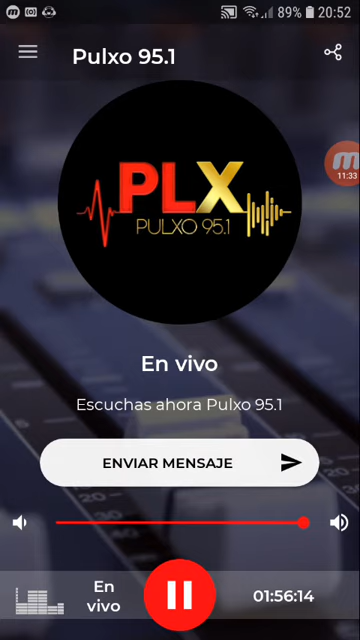 89% 20:52
Pulxo 95.1
11:33
PLX
PULXO 95.1
En vivo
Escuchas ahora Pulxo 95.1
ENVIAR MENSAJE
En
vivo
01:56:14